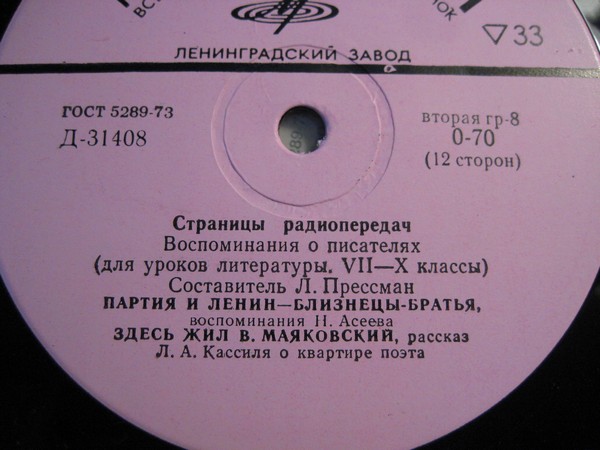 ЛЕНИНГРАДСКИЙ ЗАВОД
▽33
ГОСТ 5289-73
Д-31408
вторая гр-8
0-70
(12 сторон)
Страницы радиопередач
Воспоминания о писателях
(для уроков литературы. VII—X классы)
Составитель Л. Прессман
ПАРТИЯ И ЛЕНИН—БЛИЗНЕЦЫ-БРАТЬЯ,
воспоминания Н. Асеева
ЗДЕСЬ ЖИЛ В. МАЯКОВСКИЙ, рассказ
Л. А. Кассиля о квартире поэта